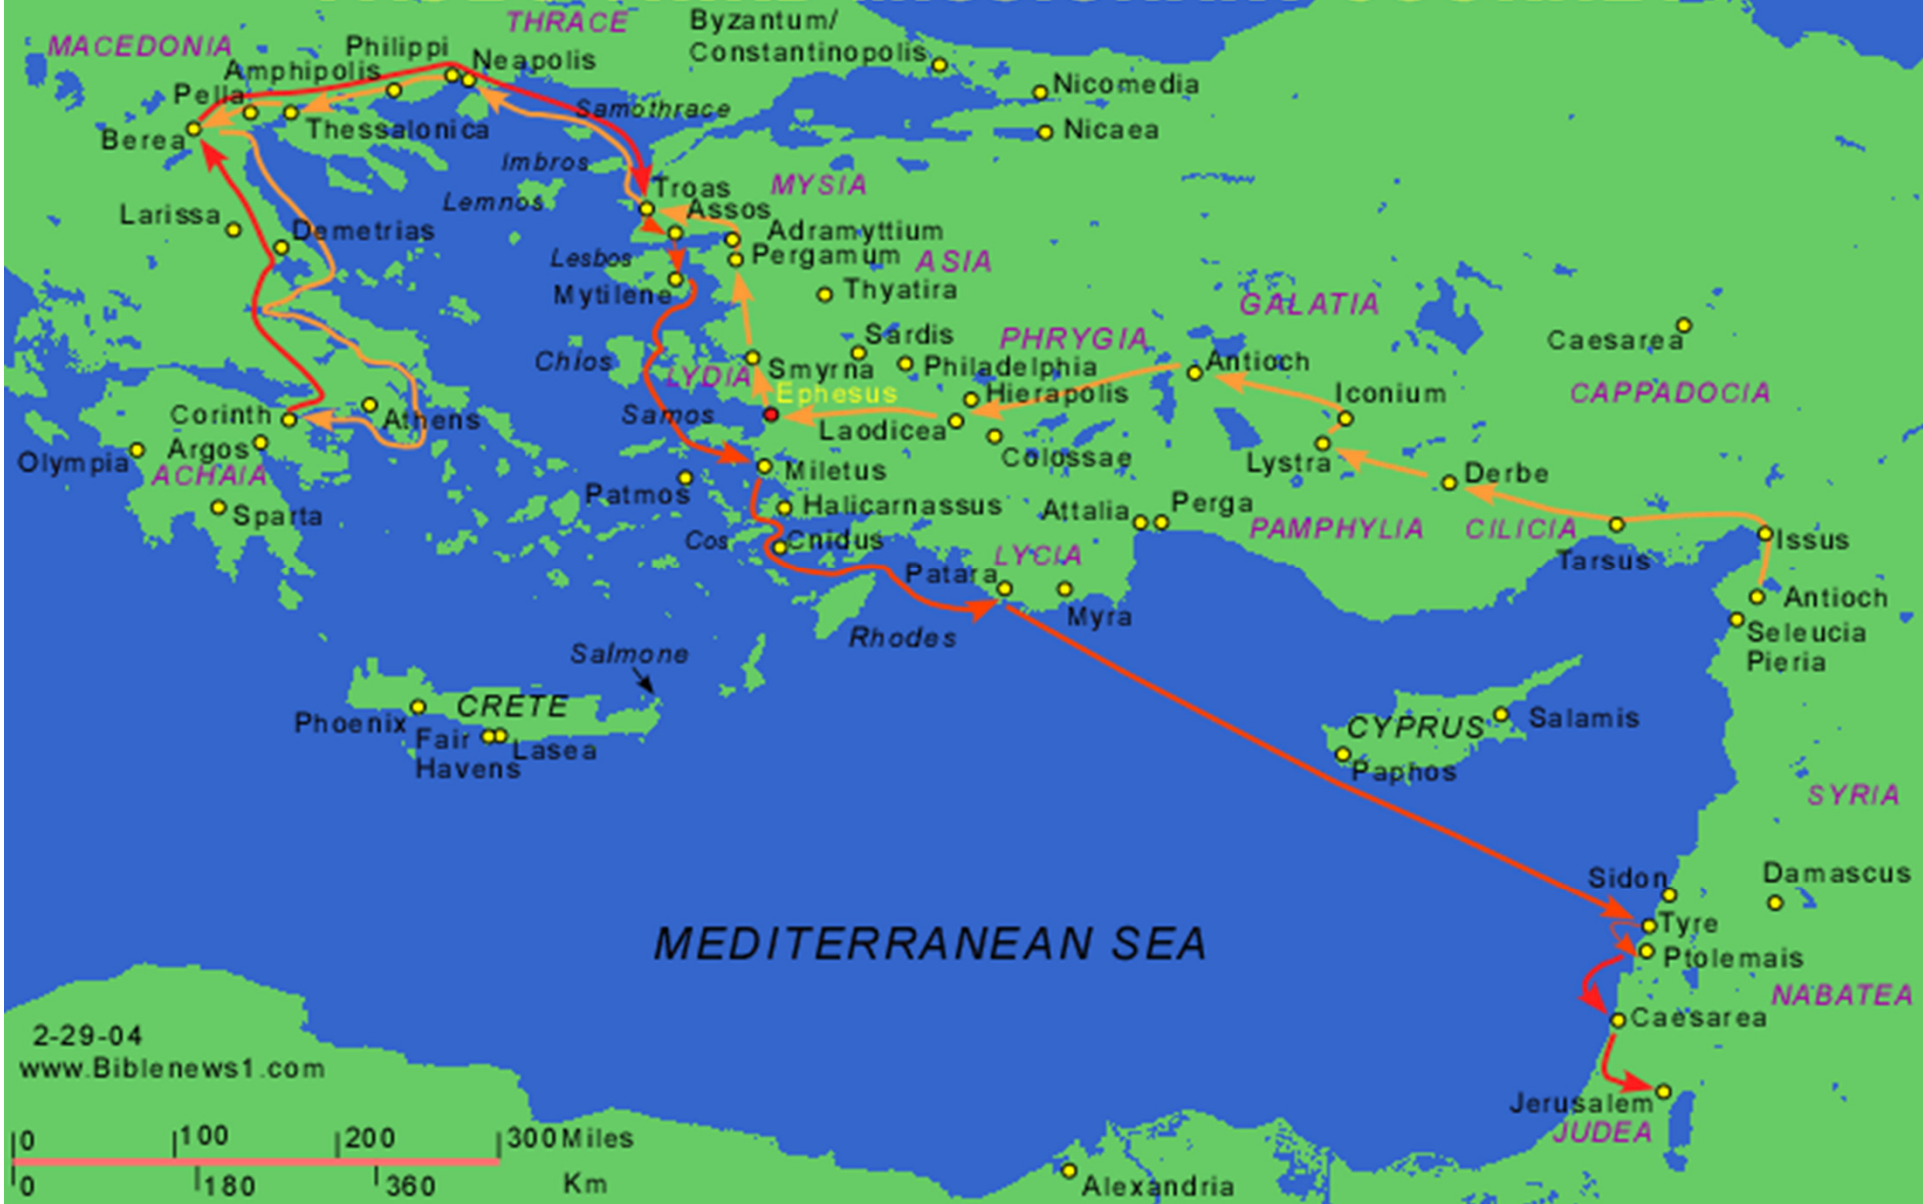 THRACE
Byzantum/
Constantinopolis
MACEDONIA
Philippi
Neapolis
Amphipolis
Pella
Nicomedia
Samothrace
Thessalonica
Nicaea
Berea
Imbros
Troas
MYSIA
Lemnos
Assos
Larissa
Demetrias
Adramyttium
Lesbos
Pergamum
ASIA
Mytilene
Thyatira
GALATIA
Sardis
PHRYGIA
Caesarea
Chios
LYDIA
Smyrna
Philadelphia
Antioch
Ephesus
Hierapolis
Iconium
CAPPADOCIA
Corinth
Athens
Samos
Laodicea
Argos
Colossae
Lystra
Olympia
ACHAIA
Miletus
Derbe
Patmos
Halicarnassus
Attalia
Perga
Sparta
PAMPHYLIA
CILICIA
Cos
Cnidus
LYCIA
Issus
Tarsus
Patara
Antioch
Myra
Rhodes
Seleucia
Pieria
Salmone
CRETE
Phoenix
Fair
Havens
Lasea
CYPRUS
Salamis
Paphos
SYRIA
Sidon
Damascus
Tyre
MEDITERRANEAN SEA
Ptolemais
NABATEA
Caesarea
2-29-04
www.Biblenews1.com
Jerusalem
JUDEA
0 100 200 300 Miles
0 180 360 Km
Alexandria